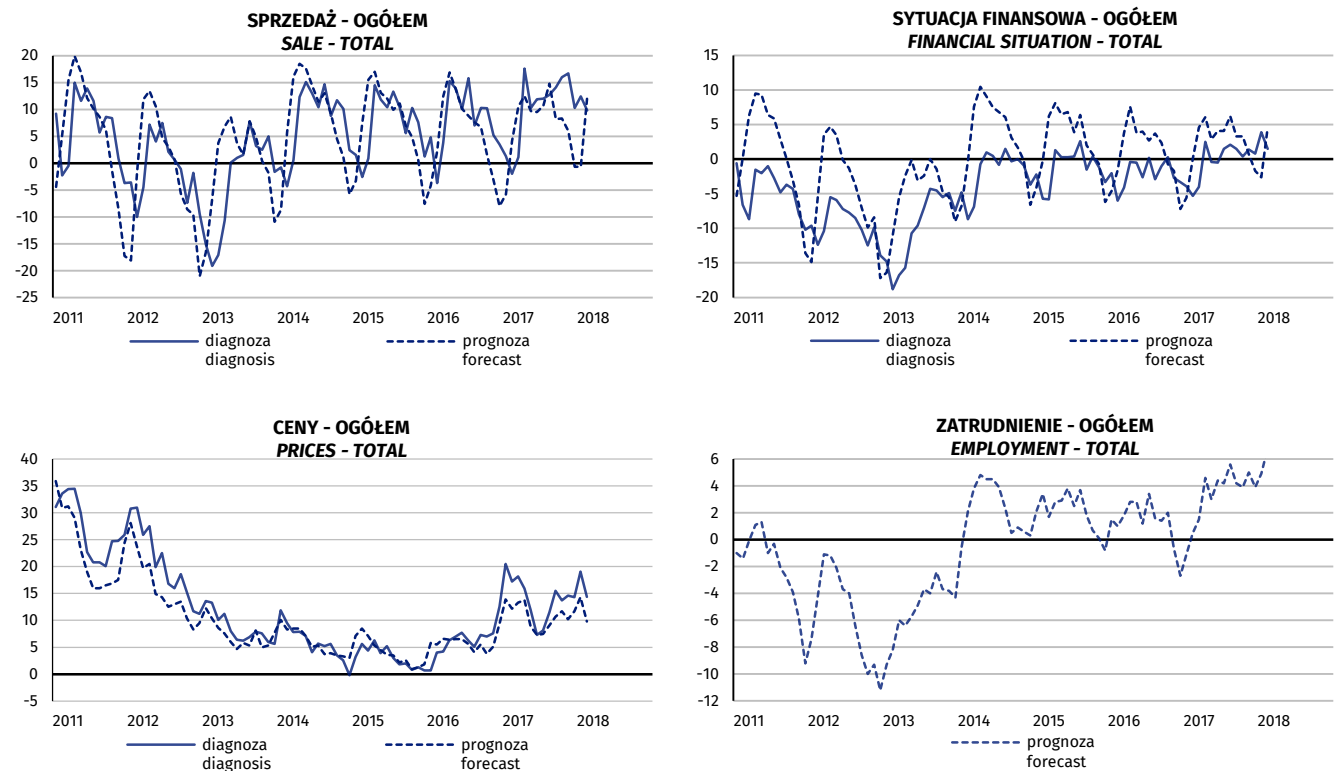 SPRZEDAŻ - OGÓŁEM
SALE - TOTAL
20
15
10
5
0
-5
-10
-15
-20
-25
2011 2012 2013 2014 2015 2016 2017 2018
diagnoza prognoza
diagnosis forecast
SYTUACJA FINANSOWA - OGÓŁEM
FINANCIAL SITUATION - TOTAL
15
10
5
0
-5
-10
-15
-20
2011 2012 2013 2014 2015 2016 2017 2018
diagnoza prognoza
diagnosis forecast
CENY - OGÓŁEM
PRICES - TOTAL
40
35
30
25
20
15
10
5
0
-5
2011 2012 2013 2014 2015 2016 2017 2018
diagnoza prognoza
diagnosis forecast
ZATRUDNIENIE - OGÓŁEM
EMPLOYMENT - TOTAL
6
4
2
0
-2
-4
-6
-8
-10
-12
2011 2012 2013 2014 2015 2016 2017 2018
prognoza
forecast